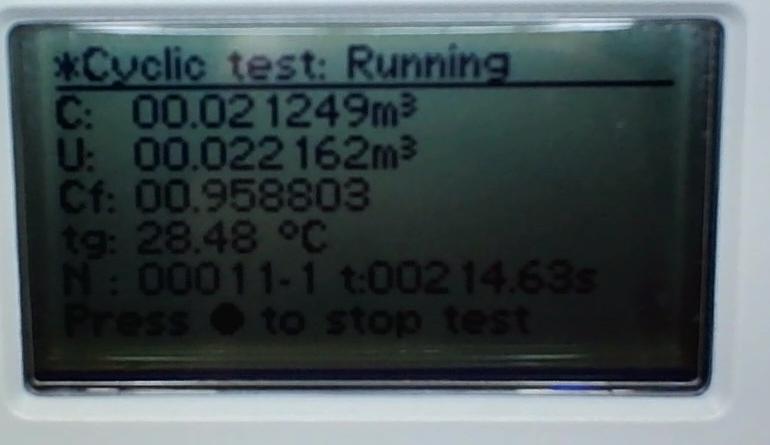 *Cyclic test: Running
C: 00.021249m³
U: 00.022162m³
Cf: 00.958803
tg: 28.48 °C
N : 00011-1 t:00214.63s
Press ● to stop test